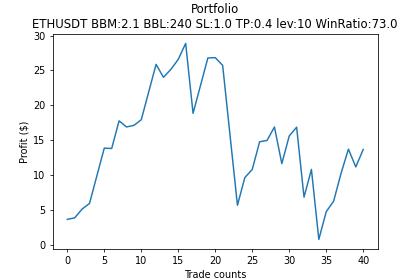 Portfolio
ETHUSDT BBM:2.1 BBL:240 SL:1.0 TP:0.4 lev:10 WinRatio:73.0
Profit ($)
30
25
20
15
10
5
0
0 5 10 15 20 25 30 35 40
Trade counts